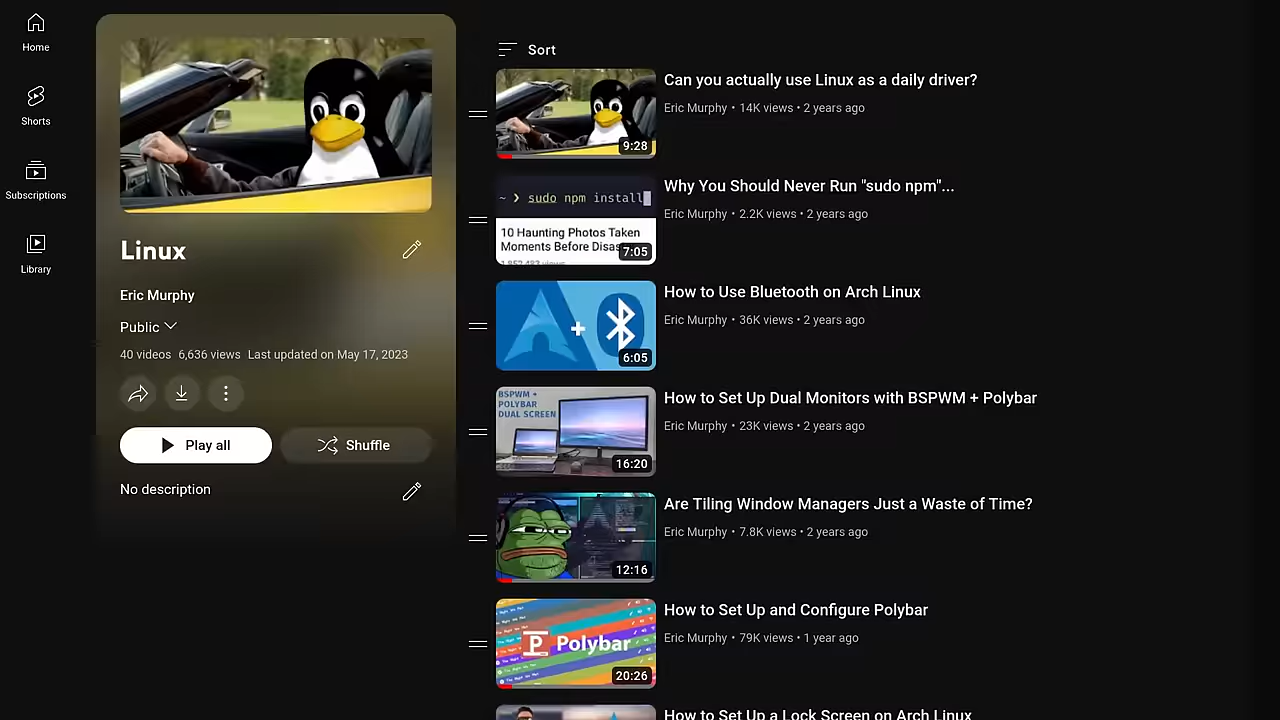 Home
Shorts
Subscriptions
Library
Linux
Eric Murphy
Public
40 videos 6,636 views Last updated on May 17, 2023
Play all
Shuffle
No description
Sort
9:28
Can you actually use Linux as a daily driver?
Eric Murphy • 14K views • 2 years ago
~ ❯ sudo npm install
10 Haunting Photos Taken
Moments Before Disas
7:05
Why You Should Never Run "sudo npm"...
Eric Murphy • 2.2K views • 2 years ago
+
6:05
How to Use Bluetooth on Arch Linux
Eric Murphy • 36K views • 2 years ago
BSPWM +
POLYBAR
DUAL SCREEN
16:20
How to Set Up Dual Monitors with BSPWM + Polybar
Eric Murphy • 23K views • 2 years ago
12:16
Are Tiling Window Managers Just a Waste of Time?
Eric Murphy • 7.8K views • 2 years ago
P Polybar
20:26
How to Set Up and Configure Polybar
Eric Murphy • 79K views • 1 year ago
How to Set Up a Lock Screen on Arch Linux